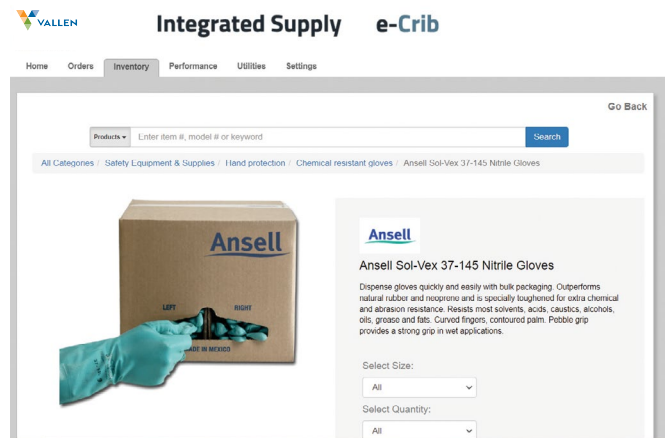 VALLEN
Integrated Supply e-Crib
Home Orders Inventory Performance Utilities Settings
Go Back
Products Enter item #, model # or keyword Search
All Categories / Safety Equipment & Supplies / Hand protection / Chemical resistant gloves / Ansell Sol-Vex 37-145 Nitrile Gloves
Ansell
LEFT RIGHT
MADE IN MEXICO
Ansell
Ansell Sol-Vex 37-145 Nitrile Gloves
Dispense gloves quickly and easily with bulk packaging. Outperforms
natural rubber and neoprene and is specially toughened for extra chemical
and abrasion resistance. Resists most solvents, acids, caustics, alcohols,
oils, grease and fats. Curved fingers, contoured palm. Pebble grip
provides a strong grip in wet applications.
Select Size:
All
Select Quantity:
All